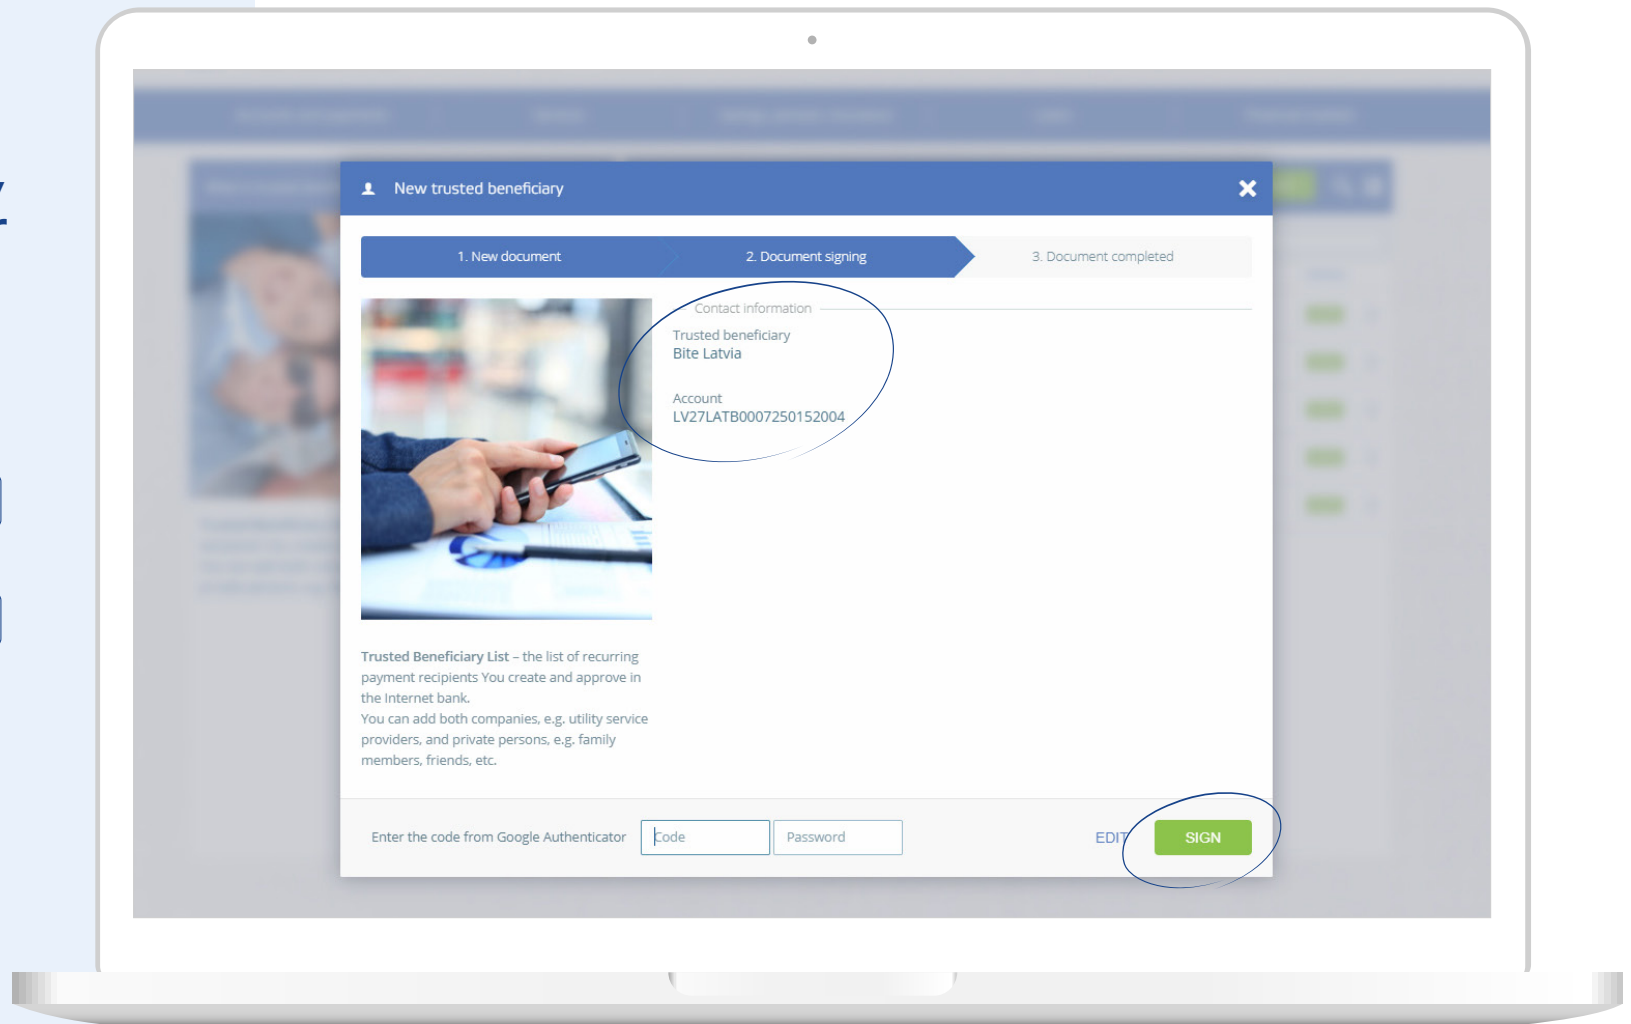 New trusted beneficiary
1. New document
2. Document signing
3. Document completed
Contact information
Trusted beneficiary
Bite Latvia
Account
LV27LATB0007250152004
Trusted Beneficiary List – the list of recurring
payment recipients You create and approve in
the Internet bank.
You can add both companies, e.g. utility service
providers, and private persons, e.g. family
members, friends, etc.
Enter the code from Google Authenticator
Code
Password
EDIT
SIGN